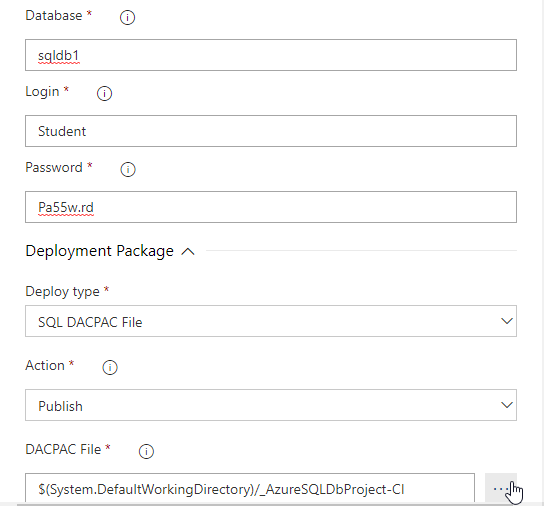 Database *
sqldb1
Login *
Student
Password *
Pa55w.rd
Deployment Package
Deploy type *
SQL DACPAC File
Action *
Publish
DACPAC File *
$(System.DefaultWorkingDirectory)/_AzureSQLDbProject-CI
...